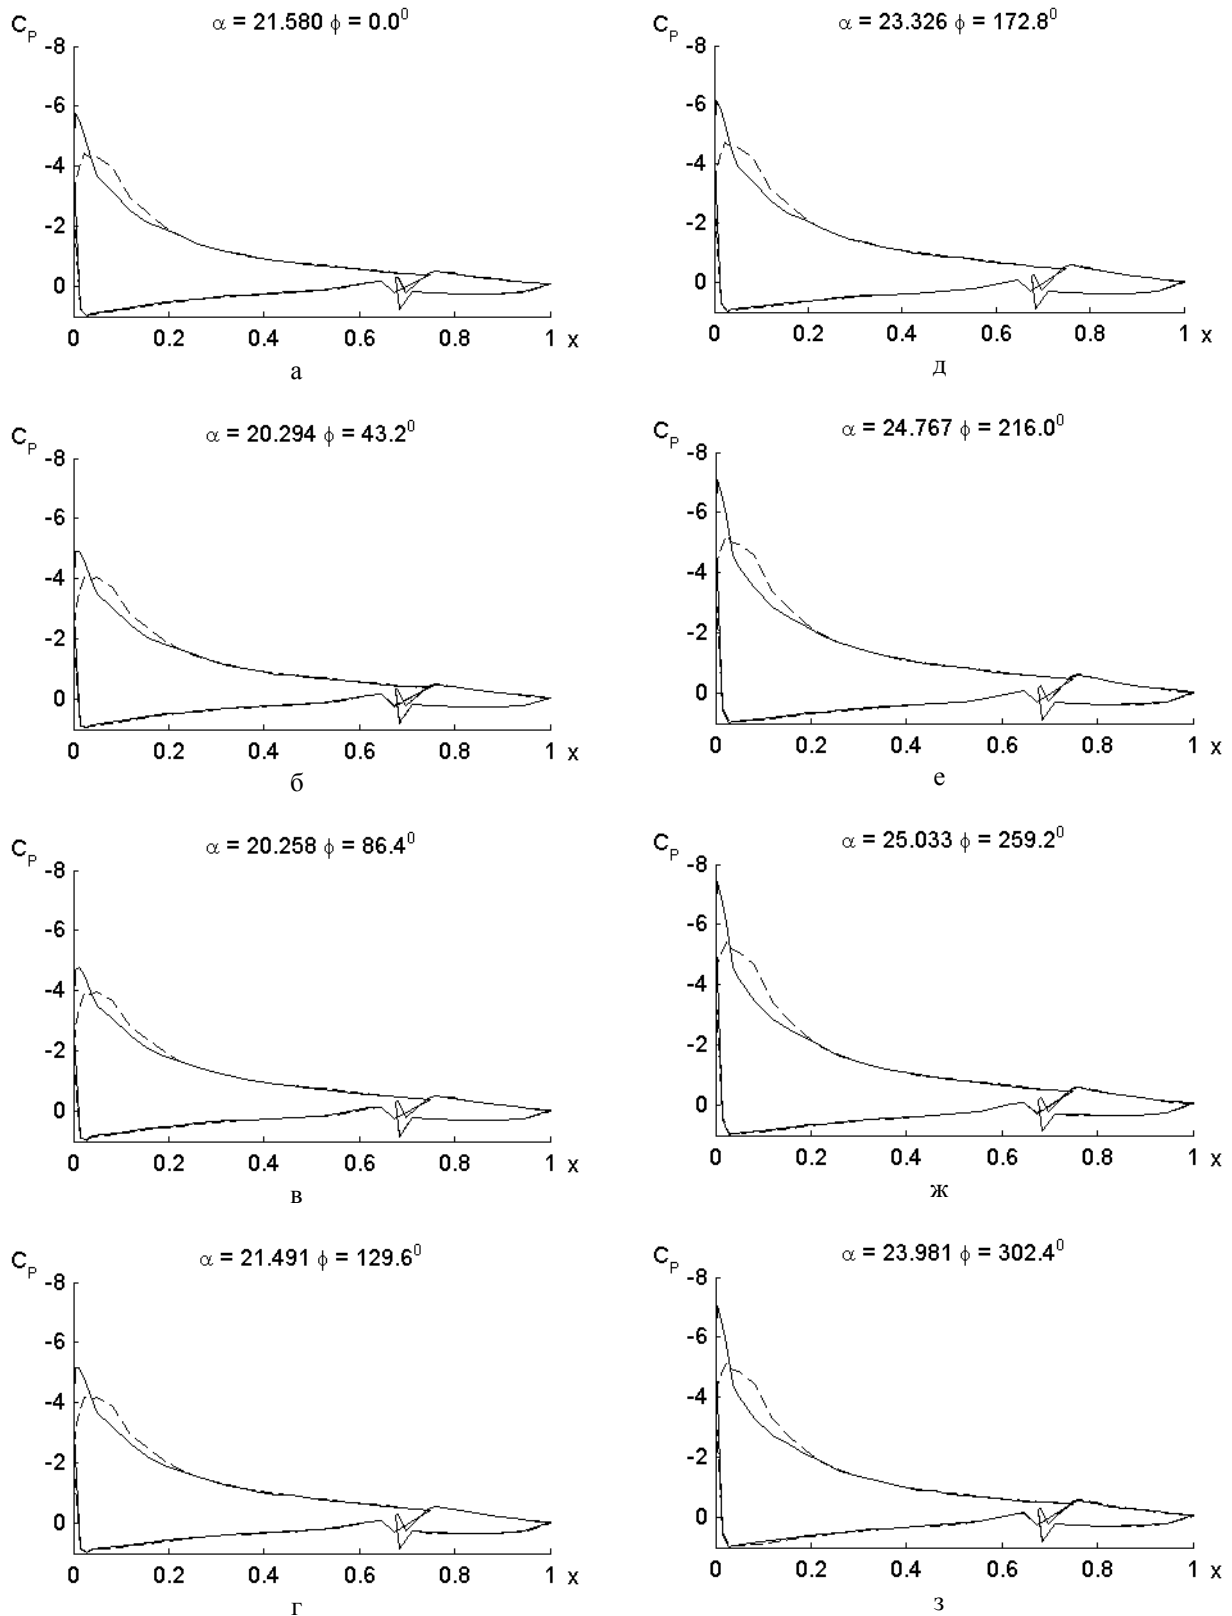 C_P α = 21.580 ϕ = 0.0⁰
-8
-6
-4
-2
0
0 0.2 0.4 0.6 0.8 1 x
а
C_P α = 20.294 ϕ = 43.2⁰
-8
-6
-4
-2
0
0 0.2 0.4 0.6 0.8 1 x
б
C_P α = 20.258 ϕ = 86.4⁰
-8
-6
-4
-2
0
0 0.2 0.4 0.6 0.8 1 x
в
C_P α = 21.491 ϕ = 129.6⁰
-8
-6
-4
-2
0
0 0.2 0.4 0.6 0.8 1 x
г
C_P α = 23.326 ϕ = 172.8⁰
-8
-6
-4
-2
0
0 0.2 0.4 0.6 0.8 1 x
д
C_P α = 24.767 ϕ = 216.0⁰
-8
-6
-4
-2
0
0 0.2 0.4 0.6 0.8 1 x
е
C_P α = 25.033 ϕ = 259.2⁰
-8
-6
-4
-2
0
0 0.2 0.4 0.6 0.8 1 x
ж
C_P α = 23.981 ϕ = 302.4⁰
-8
-6
-4
-2
0
0 0.2 0.4 0.6 0.8 1 x
з